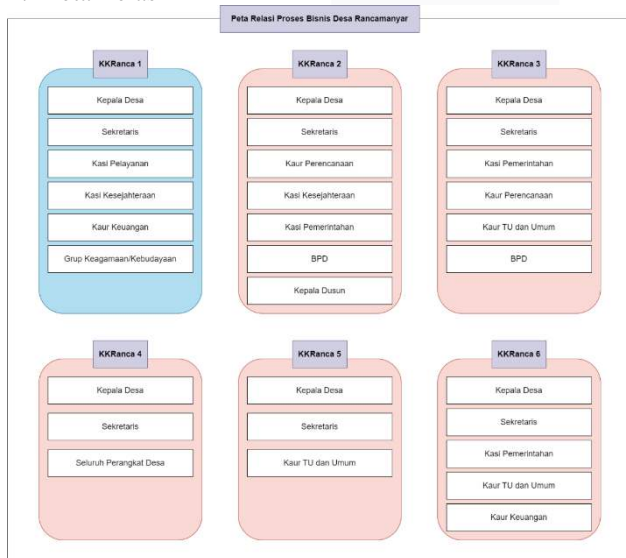 Peta Relasi Proses Bisnis Desa Rancamanyar
KKRanca 1
Kepala Desa
Sekretaris
Kasi Pelayanan
Kasi Kesejahteraan
Kaur Keuangan
Grup Keagamaan/Kebudayaan
KKRanca 2
Kepala Desa
Sekretaris
Kaur Perencanaan
Kasi Kesejahteraan
Kasi Pemerintahan
BPD
Kepala Dusun
KKRanca 3
Kepala Desa
Sekretaris
Kasi Pemerintahan
Kaur Perencanaan
Kaur TU dan Umum
BPD
KKRanca 4
Kepala Desa
Sekretaris
Seluruh Perangkat Desa
KKRanca 5
Kepala Desa
Sekretaris
Kaur TU dan Umum
KKRanca 6
Kepala Desa
Sekretaris
Kasi Pemerintahan
Kaur TU dan Umum
Kaur Keuangan